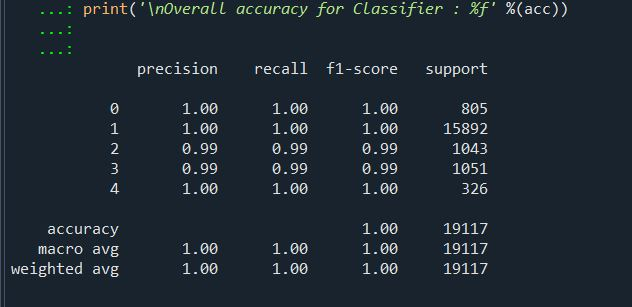 ...: print('\nOverall accuracy for Classifier : %f' %(acc))
...:
...:
precision recall f1-score support
0 1.00 1.00 1.00 805
1 1.00 1.00 1.00 15892
2 0.99 0.99 0.99 1043
3 0.99 0.99 0.99 1051
4 1.00 1.00 1.00 326
accuracy 1.00 19117
macro avg 1.00 1.00 1.00 19117
weighted avg 1.00 1.00 1.00 19117